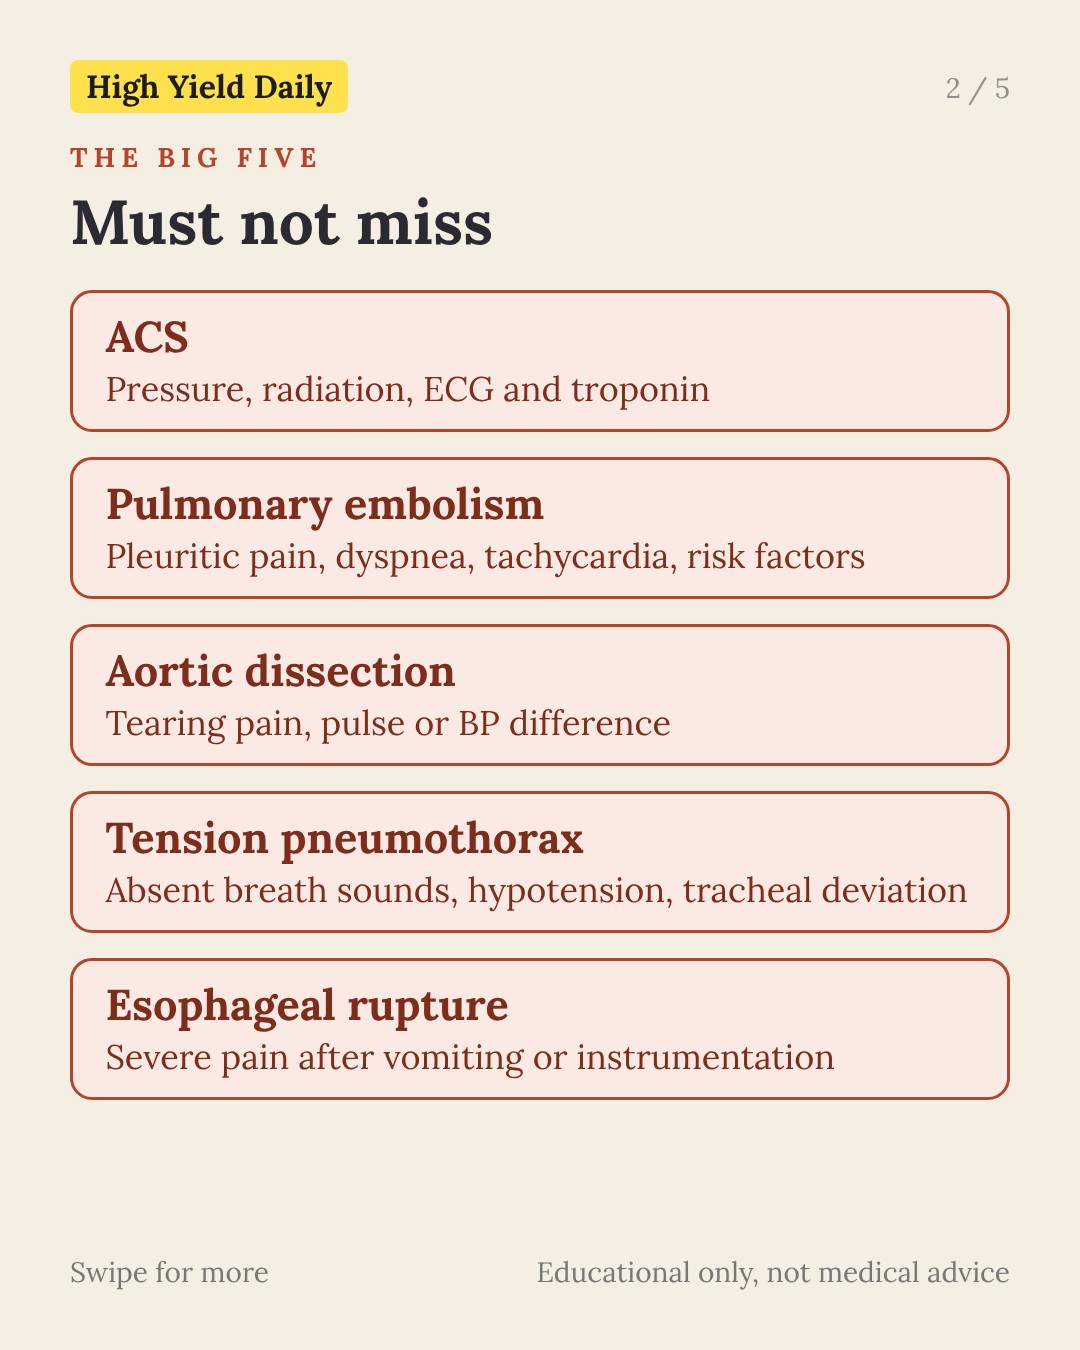 High Yield Daily
2 / 5
THE BIG FIVE
Must not miss
ACS
Pressure, radiation, ECG and troponin
Pulmonary embolism
Pleuritic pain, dyspnea, tachycardia, risk factors
Aortic dissection
Tearing pain, pulse or BP difference
Tension pneumothorax
Absent breath sounds, hypotension, tracheal deviation
Esophageal rupture
Severe pain after vomiting or instrumentation
Swipe for more
Educational only, not medical advice